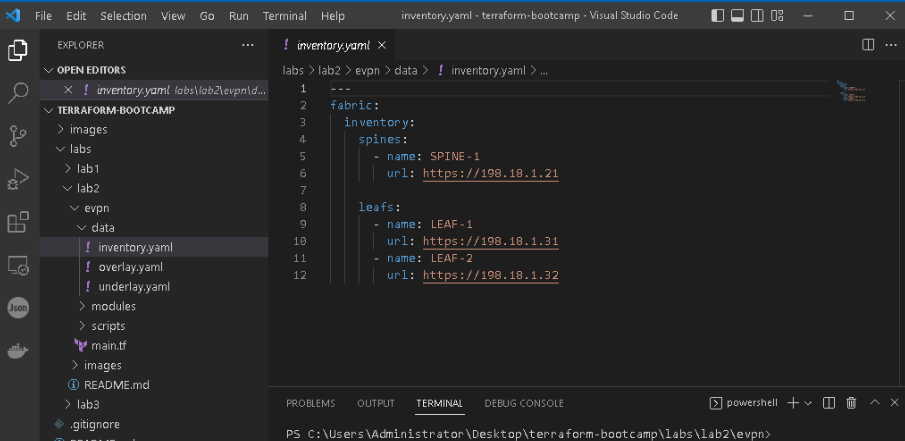 File Edit Selection View Go Run Terminal Help inventory.yaml - terraform-bootcamp - Visual Studio Code
EXPLORER ...
OPEN EDITORS
! inventory.yaml labs\lab2\evpn\d...
TERRAFORM-BOOTCAMP
images
labs
lab1
lab2
evpn
data
! inventory.yaml
! overlay.yaml
! underlay.yaml
modules
scripts
main.tf
images
README.md
lab3
.gitignore
Json
! inventory.yaml
labs > lab2 > evpn > data > ! inventory.yaml > ...
1 ---
2 fabric:
3 inventory:
4 spines:
5 - name: SPINE-1
6 url: https://198.18.1.21
7
8 leafs:
9 - name: LEAF-1
10 url: https://198.18.1.31
11 - name: LEAF-2
12 url: https://198.18.1.32
PROBLEMS OUTPUT TERMINAL DEBUG CONSOLE powershell
PS C:\Users\Administrator\Desktop\terraform-bootcamp\labs\lab2\evpn>